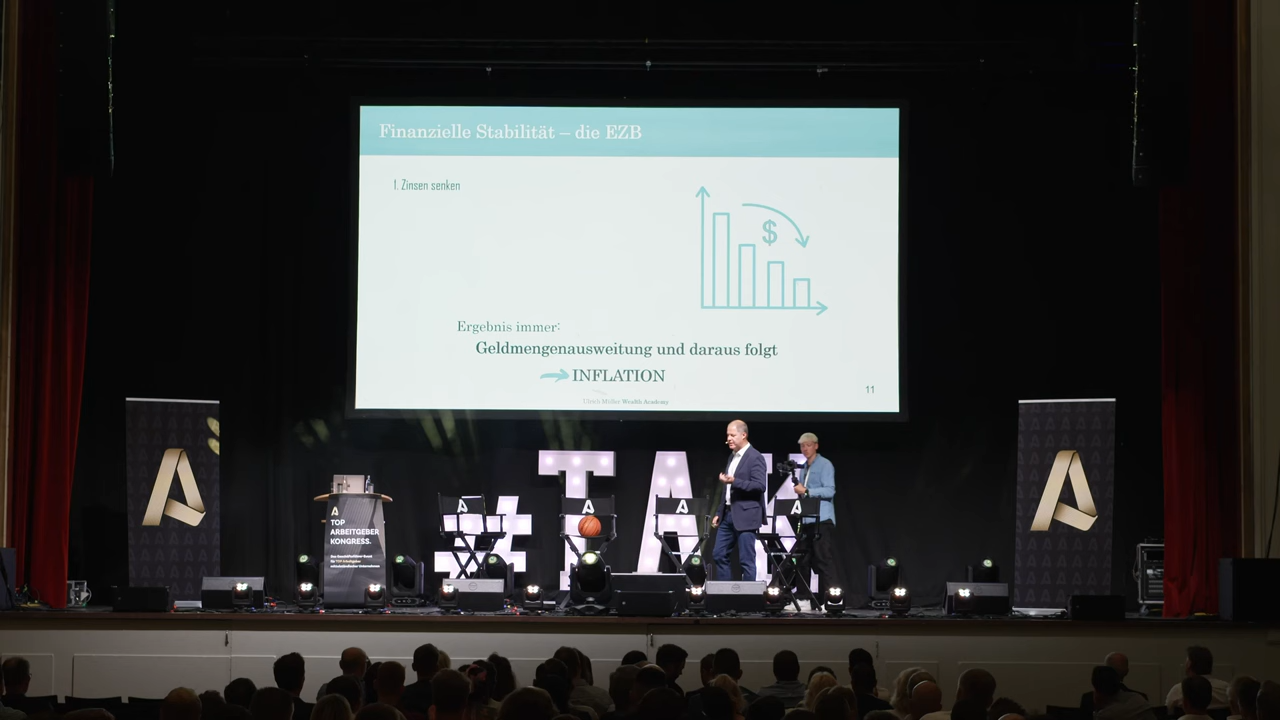 Finanzielle Stabilität – die EZB
1. Zinsen senken
$
Ergebnis immer:
Geldmengenausweitung und daraus folgt
INFLATION
Ulrich Müller Wealth Academy
11
#TAK
TOP
ARBEITGEBER
KONGRESS.